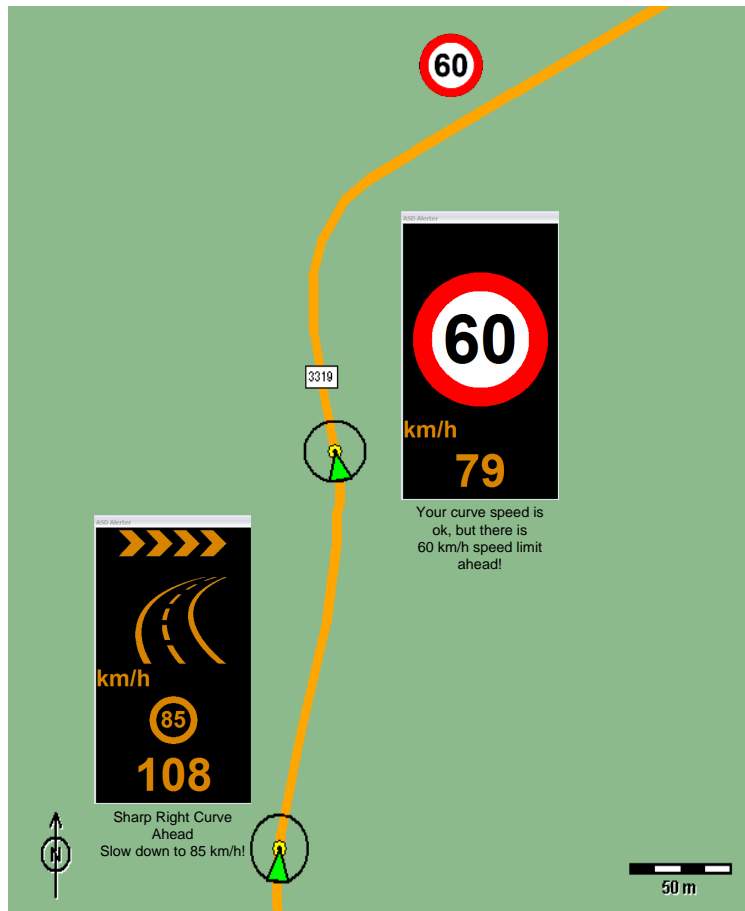 60
ASD Alerter
60
km/h
79
Your curve speed is
ok, but there is
60 km/h speed limit
ahead!
3319
ASD Alerter
km/h
85
108
Sharp Right Curve
Ahead
Slow down to 85 km/h!
N
50 m